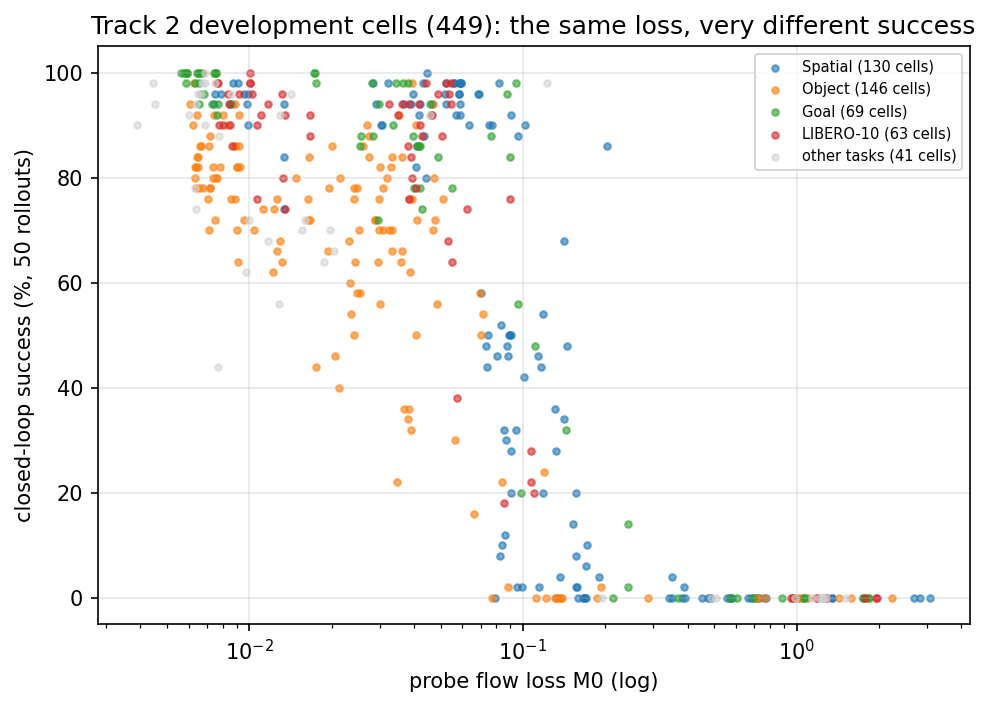 Track 2 development cells (449): the same loss, very different success
closed-loop success (%, 50 rollouts)
100
80
60
40
20
0
Spatial (130 cells)
Object (146 cells)
Goal (69 cells)
LIBERO-10 (63 cells)
other tasks (41 cells)
10⁻² 10⁻¹ 10⁰
probe flow loss M0 (log)